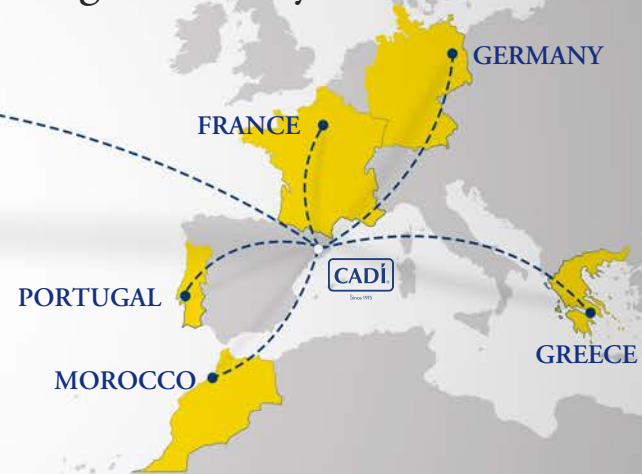 GERMANY
FRANCE
CADÍ
Since 1915
PORTUGAL
GREECE
MOROCCO